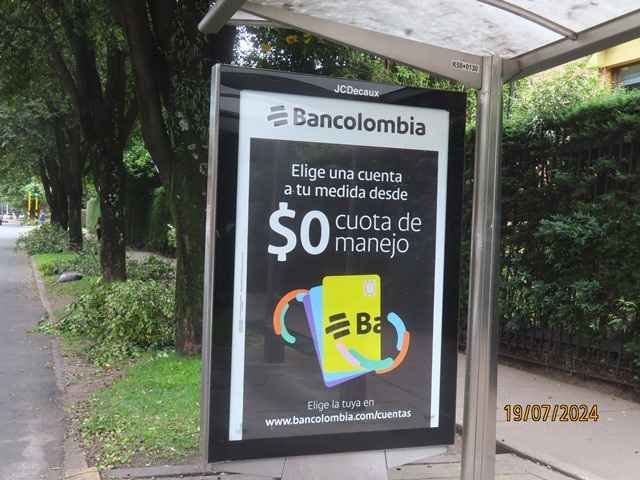 K58+0130
JCDecaux
Bancolombia
Elige una cuenta
a tu medida desde
$0 cuota de
manejo
Ba
Elige la tuya en
www.bancolombia.com/cuentas
19/07/2024